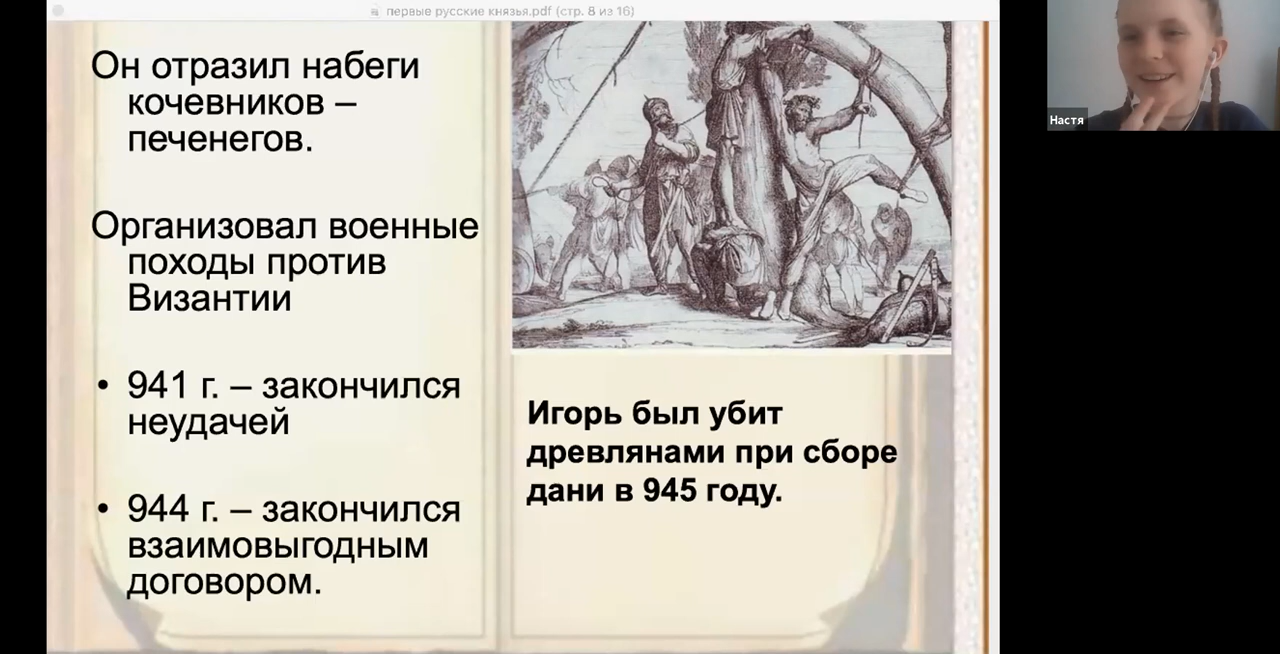 первые русские князья.pdf (стр. 8 из 16)
Он отразил набеги
кочевников –
печенегов.
Организовал военные
походы против
Византии
• 941 г. – закончился
неудачей
• 944 г. – закончился
взаимовыгодным
договором.
Игорь был убит
древлянами при сборе
дани в 945 году.
Настя